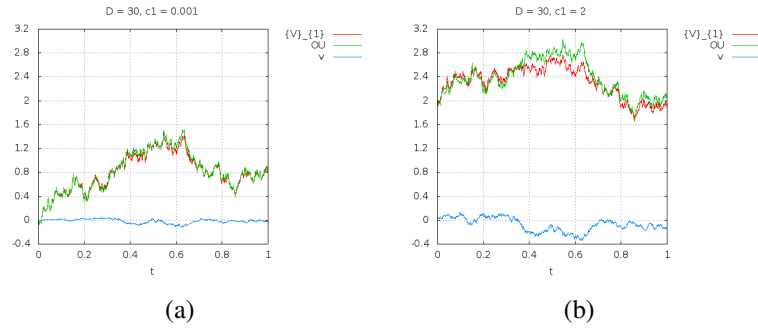 D = 30, c1 = 0.001
{V}_{1}
OU
v
3.2
2.8
2.4
2
1.6
1.2
0.8
0.4
0
-0.4
0 0.2 0.4 0.6 0.8 1
t
(a)
D = 30, c1 = 2
{V}_{1}
OU
v
3.2
2.8
2.4
2
1.6
1.2
0.8
0.4
0
-0.4
0 0.2 0.4 0.6 0.8 1
t
(b)